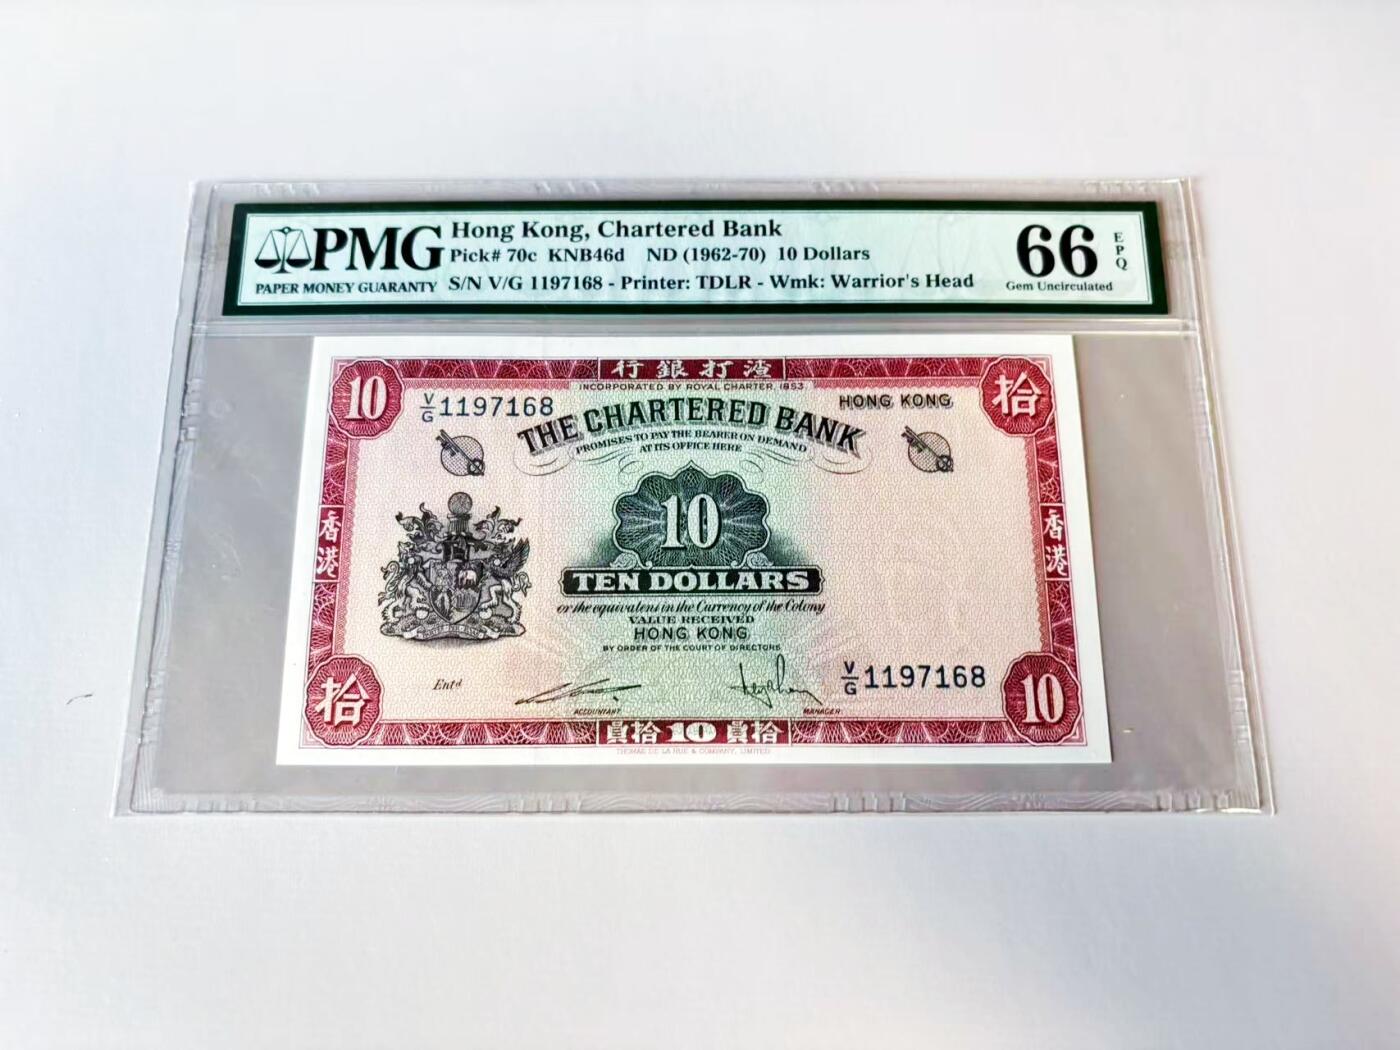 PMG
PAPER MONEY GUARANTY
Hong Kong, Chartered Bank
Pick# 70c KNB46d ND (1962-70) 10 Dollars
S/N V/G 1197168 - Printer: TDLR - Wmk: Warrior's Head
66 EPQ
Gem Uncirculated
行銀打渣
INCORPORATED BY ROYAL CHARTER, 1853
10
V/G 1197168
HONG KONG
拾
THE CHARTERED BANK
PROMISES TO PAY THE BEARER ON DEMAND
AT ITS OFFICE HERE
10
香港
香港
TEN DOLLARS
or the equivalent in the Currency of the Colony
VALUE RECEIVED
HONG KONG
BY ORDER OF THE COURT OF DIRECTORS
V/G 1197168
Entd
拾
10
ACCOUNTANT
MANAGER
員拾 10 員拾
THOMAS DE LA RUE & COMPANY, LIMITED